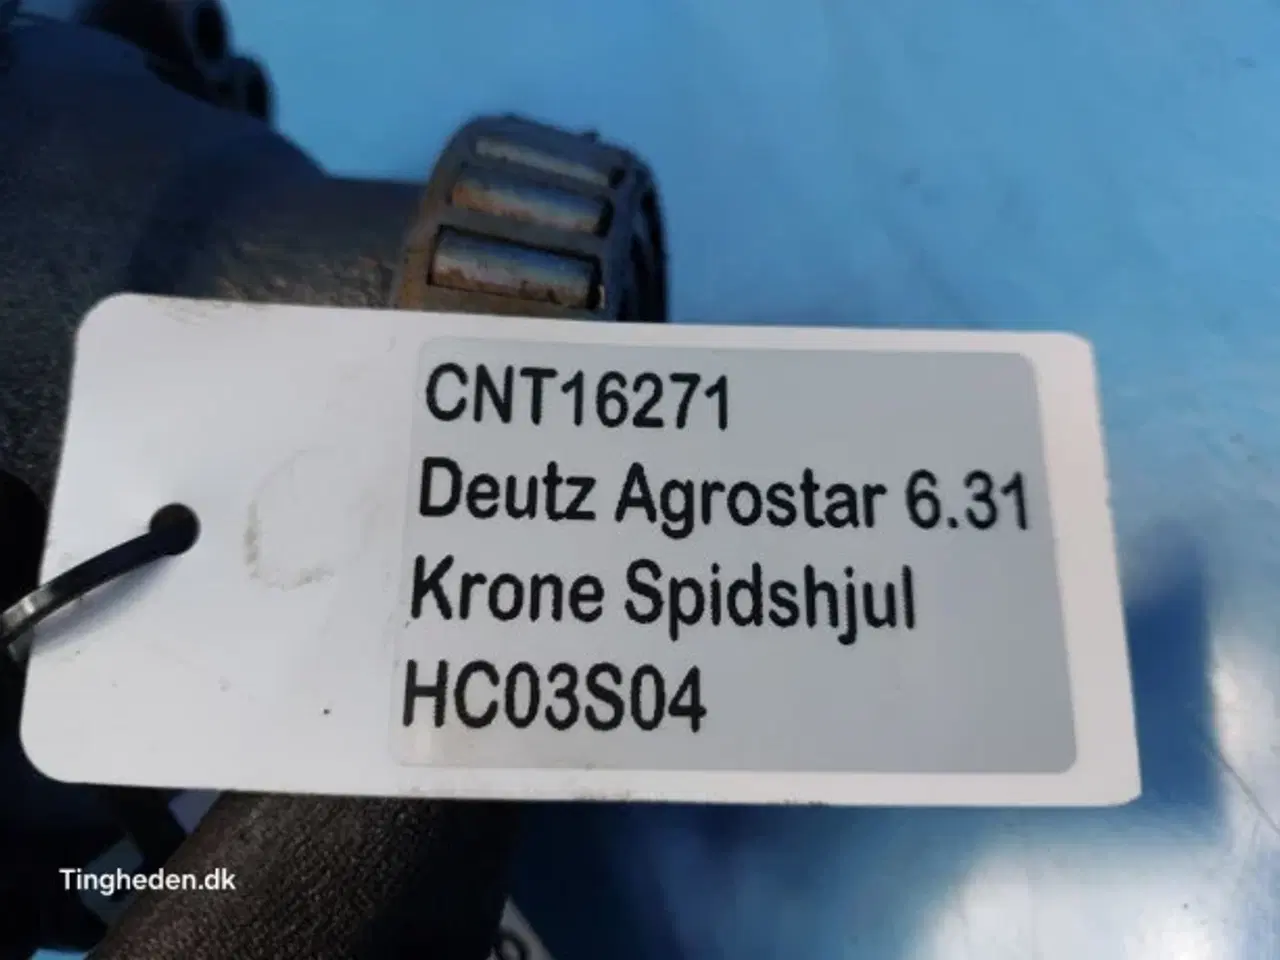 CNT16271
Deutz Agrostar 6.31
Krone Spidshjul
HC03S04
Tingheden.dk